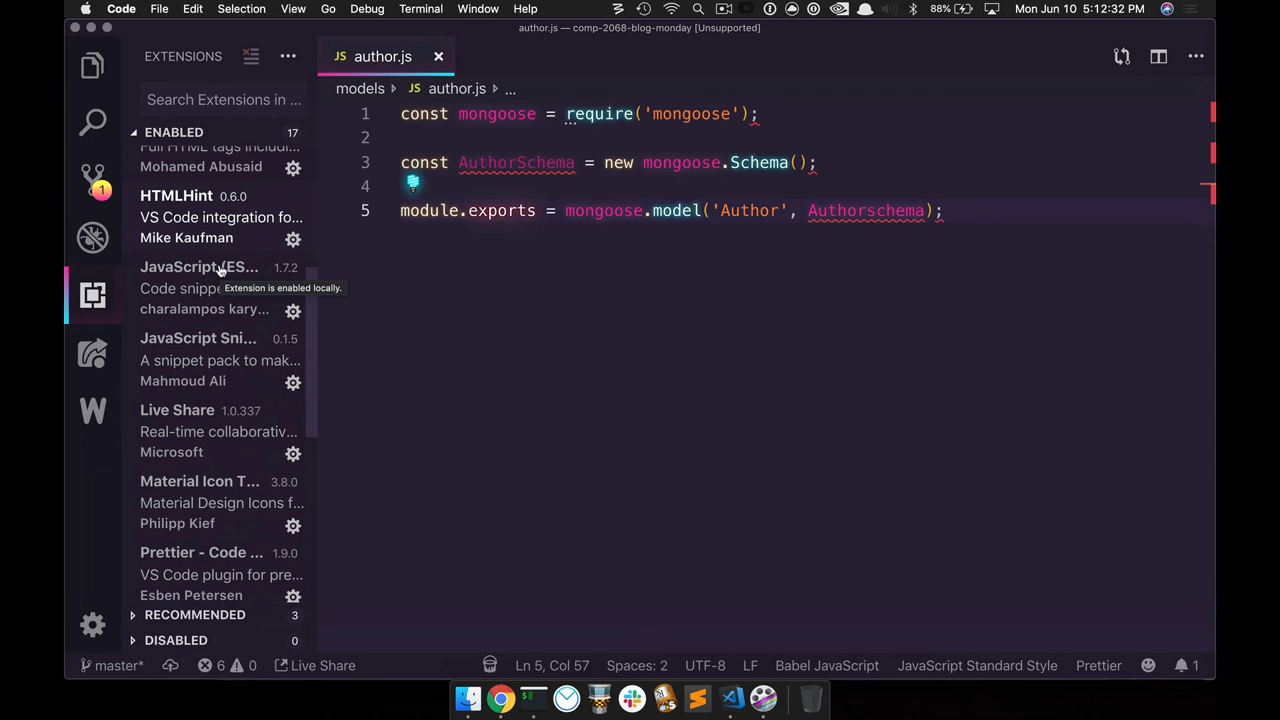 Code File Edit Selection View Go Debug Terminal Window Help 88% Mon Jun 10 5:12:32 PM
author.js — comp-2068-blog-monday [Unsupported]
EXTENSIONS
Search Extensions in ...
ENABLED 17
Mohamed Abusaid
HTMLHint 0.6.0
VS Code integration fo...
Mike Kaufman
JavaScript (ES... 1.7.2
Code snippe
Extension is enabled locally.
charalampos kary...
JavaScript Sni... 0.1.5
A snippet pack to mak...
Mahmoud Ali
Live Share 1.0.337
Real-time collaborativ...
Microsoft
Material Icon T... 3.8.0
Material Design Icons f...
Philipp Kief
Prettier - Code ... 1.9.0
VS Code plugin for pre...
Esben Petersen
RECOMMENDED 3
DISABLED 0
1
W
JS author.js
models JS author.js ...
1 const mongoose = require('mongoose');
2
3 const AuthorSchema = new mongoose.Schema();
4
5 module.exports = mongoose.model('Author', Authorschema);
master* 6 0 Live Share Ln 5, Col 57 Spaces: 2 UTF-8 LF Babel JavaScript JavaScript Standard Style Prettier 1